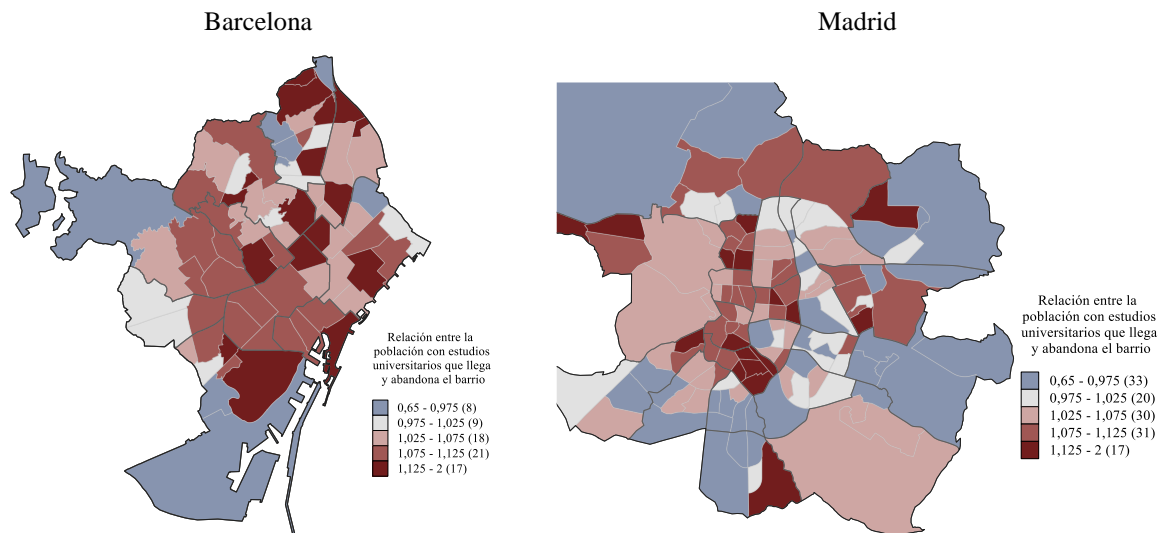 Barcelona
Madrid
Relación entre la
población con estudios
universitarios que llega
y abandona el barrio
0,65 - 0,975 (8)
0,975 - 1,025 (9)
1,025 - 1,075 (18)
1,075 - 1,125 (21)
1,125 - 2 (17)
Relación entre la
población con estudios
universitarios que llega
y abandona el barrio
0,65 - 0,975 (33)
0,975 - 1,025 (20)
1,025 - 1,075 (30)
1,075 - 1,125 (31)
1,125 - 2 (17)